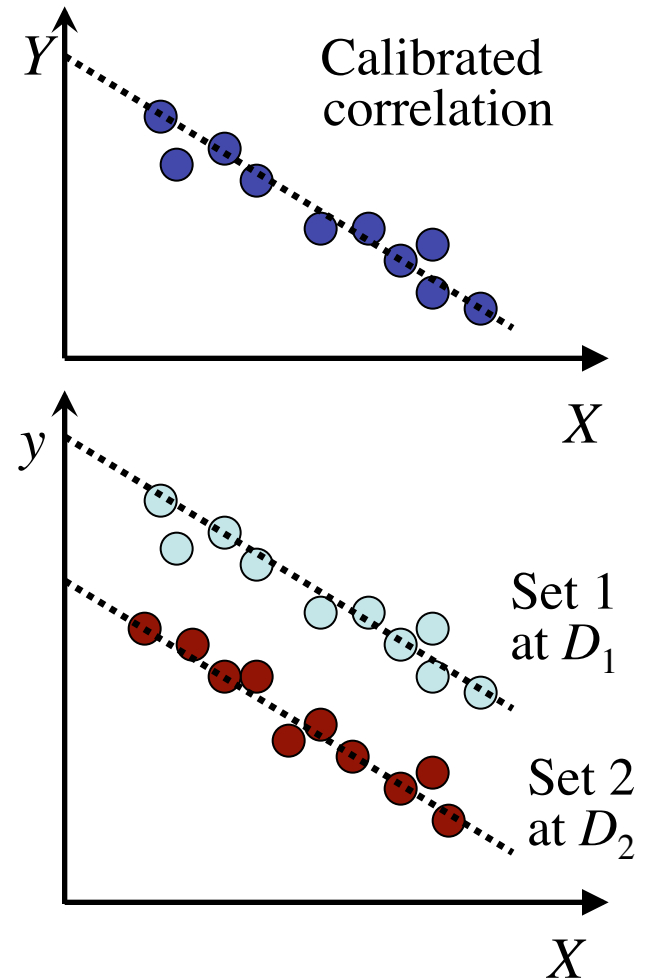 Y
Calibrated
correlation
X
y
Set 1
at D₁
Set 2
at D₂
X